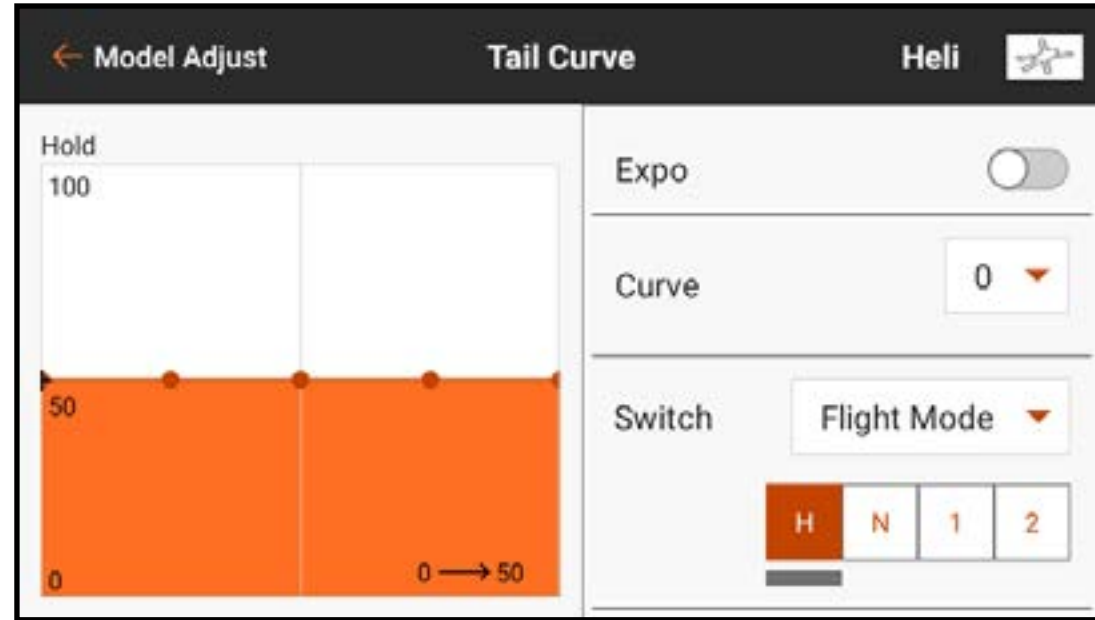 ← Model Adjust Tail Curve Heli
Hold
100
50
0
0 → 50
Expo
Curve 0
Switch Flight Mode
H N 1 2